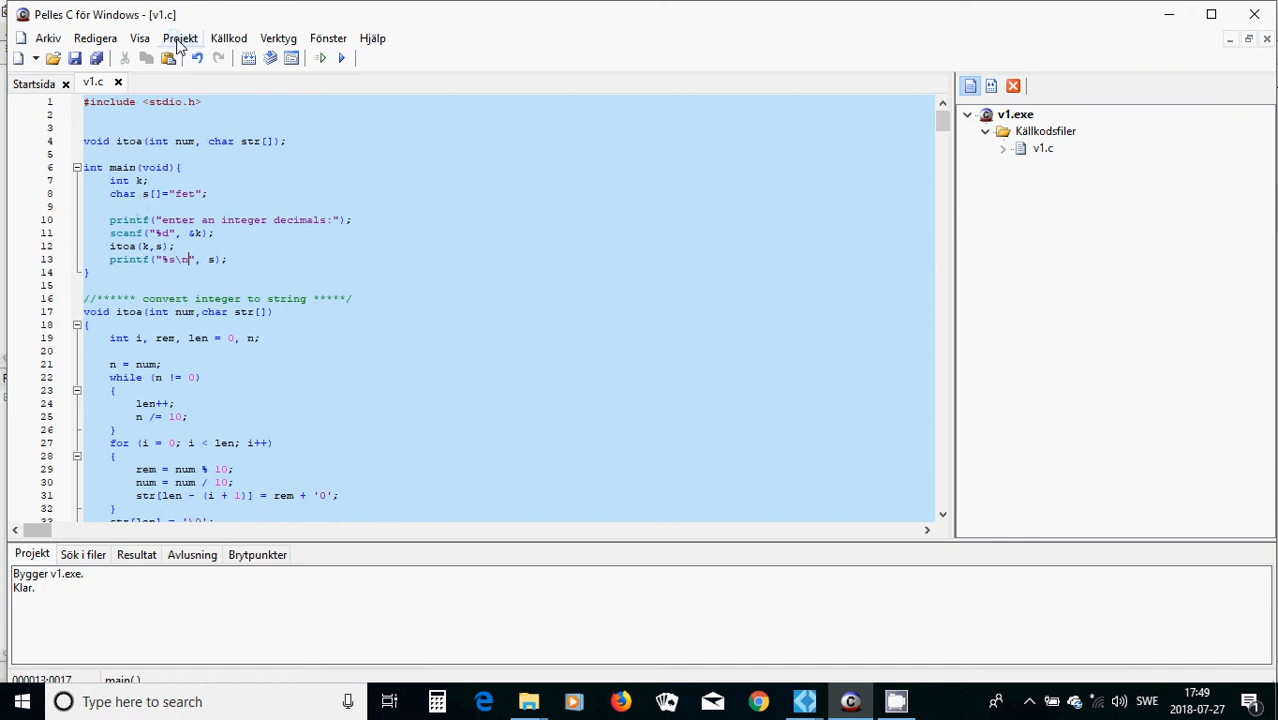 Pelles C för Windows - [v1.c]
Arkiv Redigera Visa Projekt Källkod Verktyg Fönster Hjälp
Startsida v1.c
1 #include <stdio.h>
2
3
4 void itoa(int num, char str[]);
5
6 int main(void){
7 int k;
8 char s[]="fet";
9
10 printf("enter an integer decimals:");
11 scanf("%d", &k);
12 itoa(k,s);
13 printf("%s\n", s);
14 }
15
16 //****** convert integer to string *****/
17 void itoa(int num,char str[])
18 {
19 int i, rem, len = 0, n;
20
21 n = num;
22 while (n != 0)
23 {
24 len++;
25 n /= 10;
26 }
27 for (i = 0; i < len; i++)
28 {
29 rem = num % 10;
30 num = num / 10;
31 str[len - (i + 1)] = rem + '0';
32 }
33 str[len] = '\0';
v1.exe
Källkodsfiler
v1.c
Projekt Sök i filer Resultat Avlusning Brytpunkter
Bygger v1.exe.
Klar.
000013:0017 main( )
Type here to search
SWE
17:49
2018-07-27
1